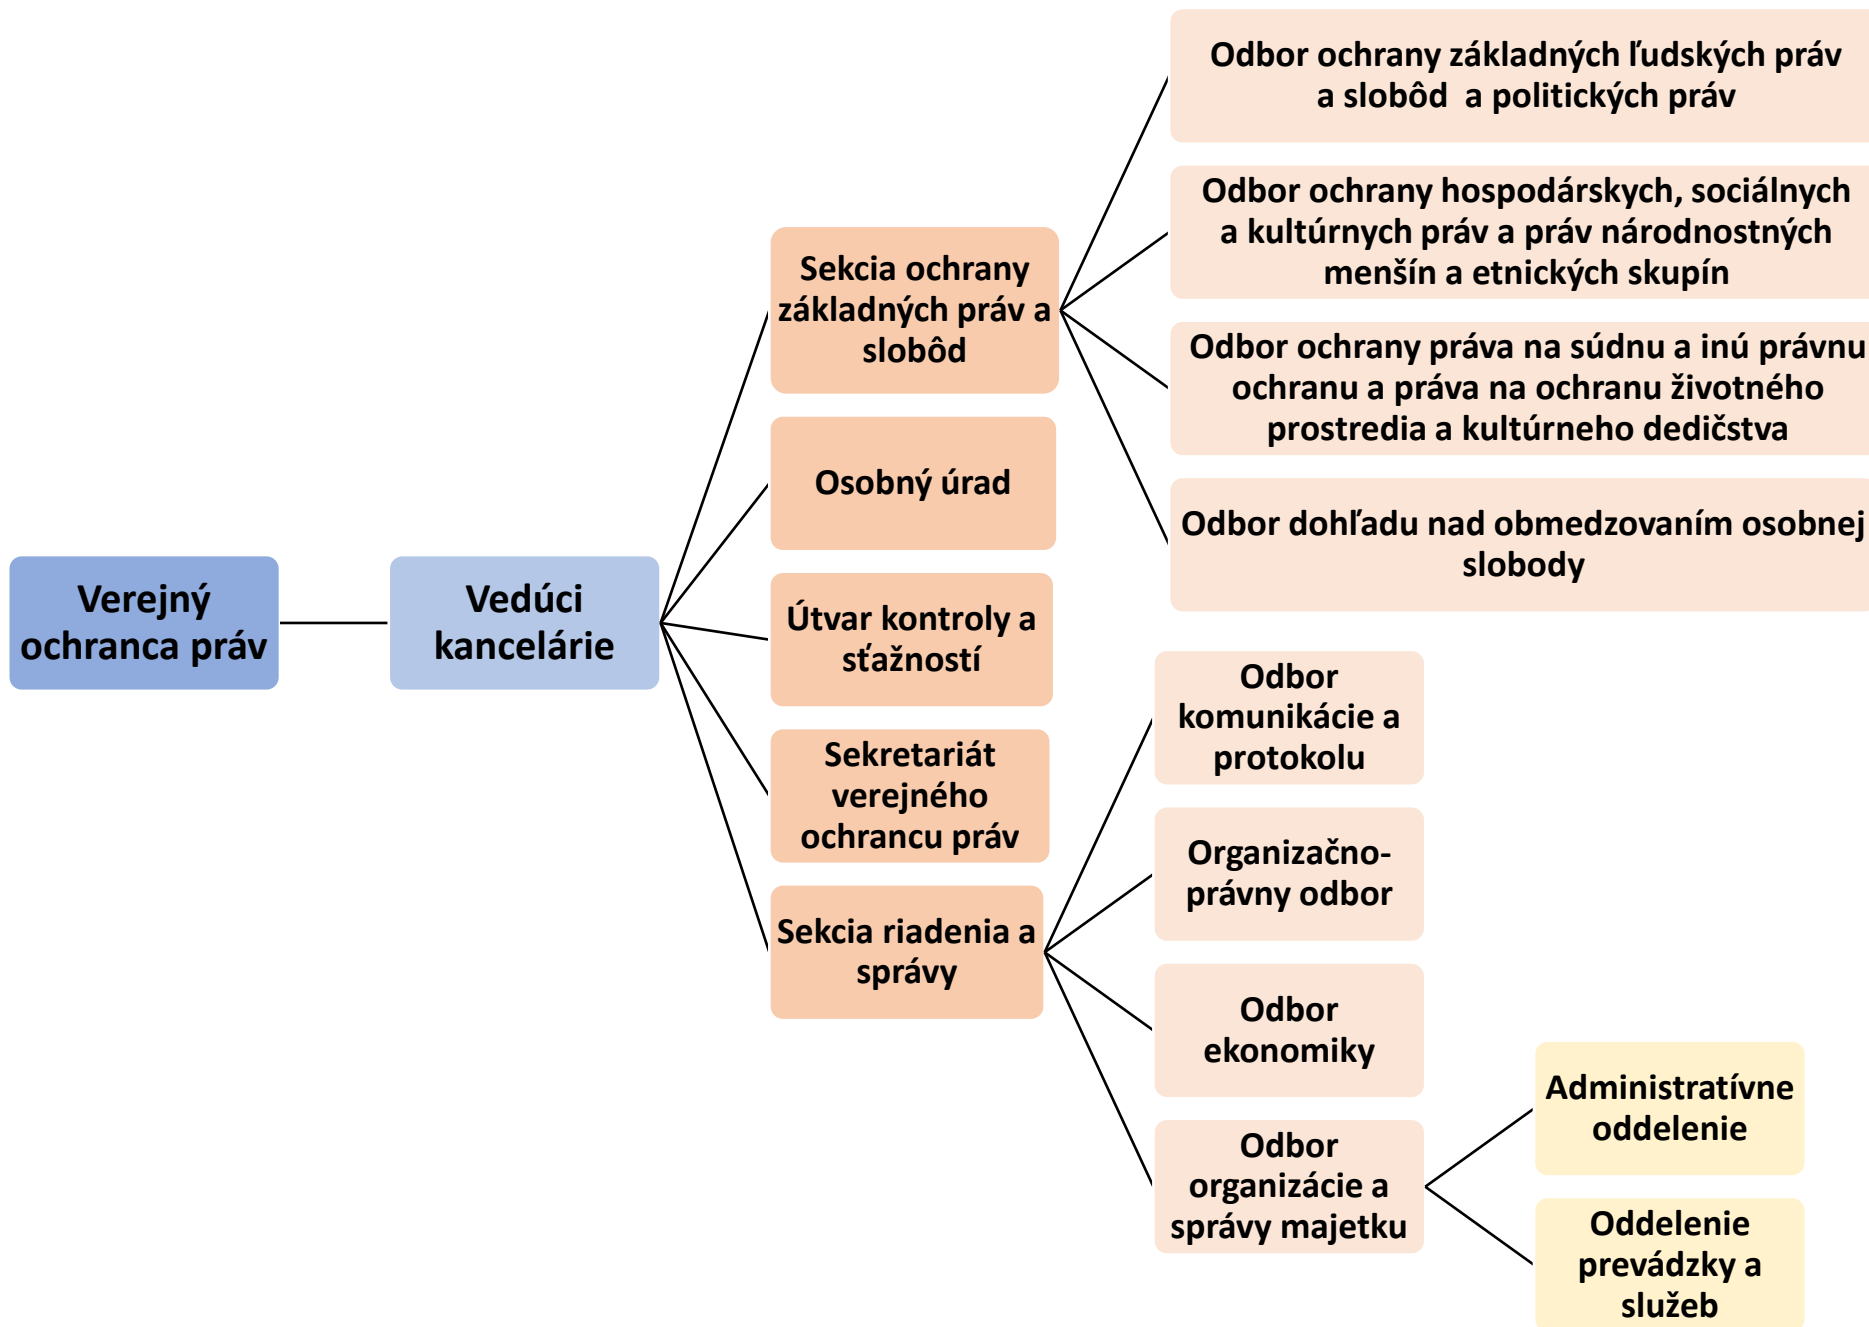 Verejný
ochranca práv
Vedúci
kancelárie
Sekcia ochrany
základných práv a
slobôd
Osobný úrad
Útvar kontroly a
sťažností
Sekretariát
verejného
ochrancu práv
Sekcia riadenia a
správy
Odbor ochrany základných ľudských práv
a slobôd  a politických práv
Odbor ochrany hospodárskych, sociálnych
a kultúrnych práv a práv národnostných
menšín a etnických skupín
Odbor ochrany práva na súdnu a inú právnu
ochranu a práva na ochranu životného
prostredia a kultúrneho dedičstva
Odbor dohľadu nad obmedzovaním osobnej
slobody
Odbor
komunikácie a
protokolu
Organizačno-
právny odbor
Odbor
ekonomiky
Odbor
organizácie a
správy majetku
Administratívne
oddelenie
Oddelenie
prevádzky a
služeb